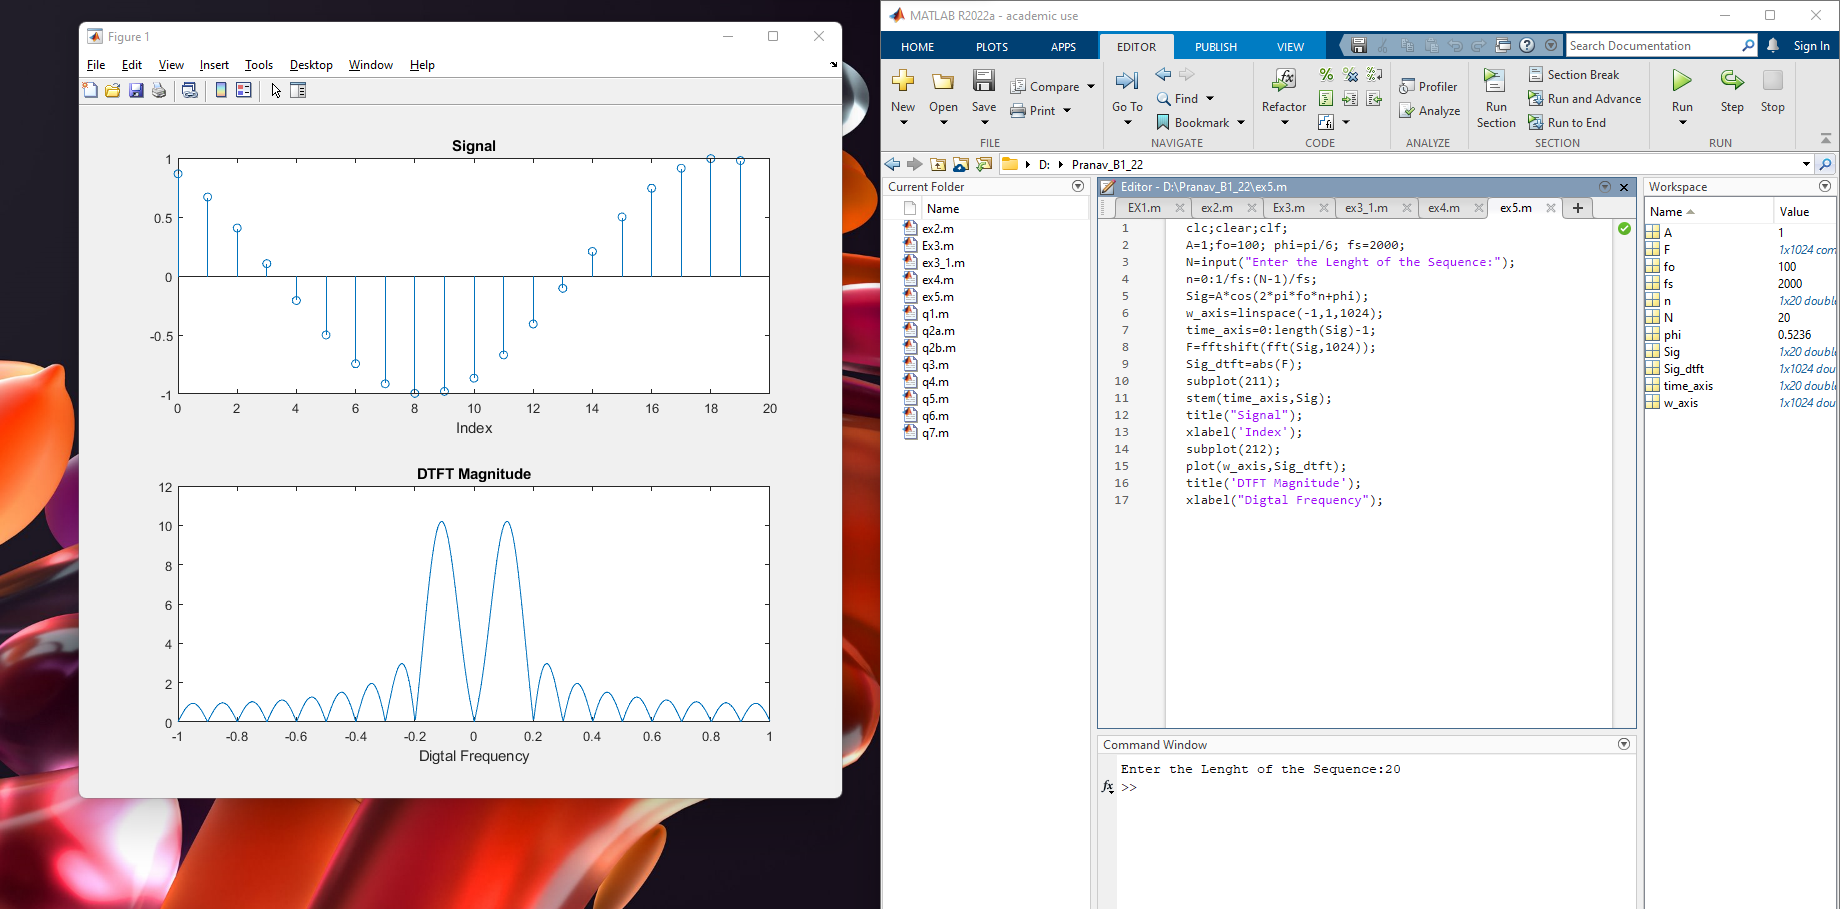 Figure 1
File Edit View Insert Tools Desktop Window Help
Signal
1
0.5
0
-0.5
-1
0 2 4 6 8 10 12 14 16 18 20
Index
DTFT Magnitude
12
10
8
6
4
2
0
-1 -0.8 -0.6 -0.4 -0.2 0 0.2 0.4 0.6 0.8 1
Digtal Frequency
MATLAB R2022a - academic use
HOME PLOTS APPS EDITOR PUBLISH VIEW Search Documentation Sign In
New Open Save Compare Print
FILE
Go To Find Bookmark
NAVIGATE
Refactor
CODE
Profiler
Analyze
ANALYZE
Run Section
Section Break
Run and Advance
Run to End
SECTION
Run Step Stop
RUN
D: Pranav_B1_22
Current Folder
Name
ex2.m
Ex3.m
ex3_1.m
ex4.m
ex5.m
q1.m
q2a.m
q2b.m
q3.m
q4.m
q5.m
q6.m
q7.m
Editor - D:\Pranav_B1_22\ex5.m
EX1.m ex2.m Ex3.m ex3_1.m ex4.m ex5.m
1 clc;clear;clf;
2 A=1;fo=100; phi=pi/6; fs=2000;
3 N=input("Enter the Lenght of the Sequence:");
4 n=0:1/fs:(N-1)/fs;
5 Sig=A*cos(2*pi*fo*n+phi);
6 w_axis=linspace(-1,1,1024);
7 time_axis=0:length(Sig)-1;
8 F=fftshift(fft(Sig,1024));
9 Sig_dtft=abs(F);
10 subplot(211);
11 stem(time_axis,Sig);
12 title("Signal");
13 xlabel('Index');
14 subplot(212);
15 plot(w_axis,Sig_dtft);
16 title('DTFT Magnitude');
17 xlabel("Digtal Frequency");
Command Window
Enter the Lenght of the Sequence:20
fx >>
Workspace
Name Value
A 1
F 1x1024 com
fo 100
fs 2000
n 1x20 doubl
N 20
phi 0.5236
Sig 1x20 doubl
Sig_dtft 1x1024 dou
time_axis 1x20 doubl
w_axis 1x1024 dou